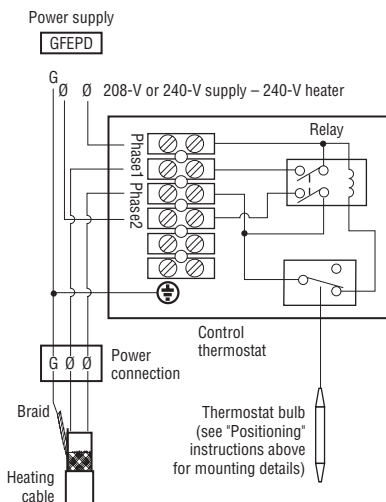 Power supply
GFEPD
G
Ø
Ø
208-V or 240-V supply – 240-V heater
Relay
Phase1
Phase2
Control
thermostat
G Ø Ø
Power
connection
Braid
Thermostat bulb
(see "Positioning"
instructions above
for mounting details)
Heating
cable